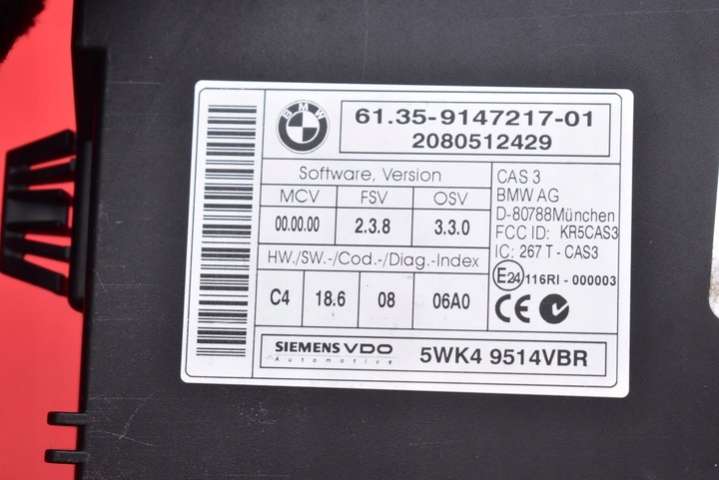 BMW
61.35-9147217-01
2080512429
Software, Version
MCV FSV OSV
00.00.00 2.3.8 3.3.0
HW./SW.-/Cod.-/Diag.-Index
C4 18.6 08 06A0
CAS 3
BMW AG
D-80788München
FCC ID: KR5CAS3
IC: 267 T - CAS3
E24 116RI - 000003
CE
SIEMENS VDO
Automotive
5WK4 9514VBR